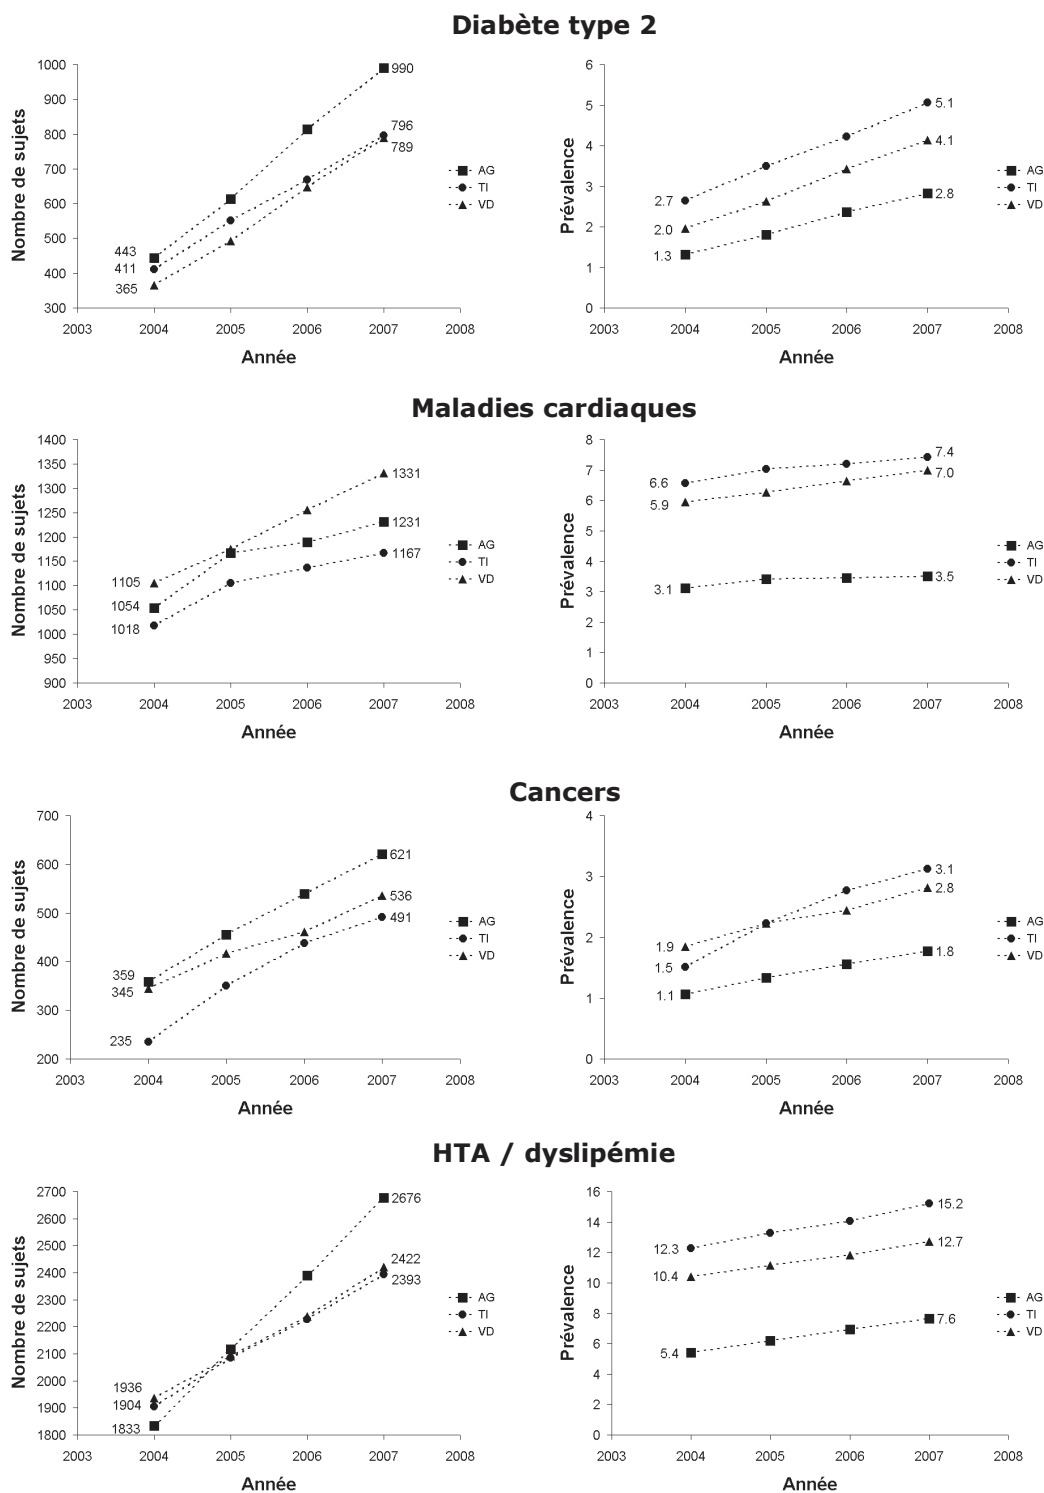 Diabète type 2
Nombre de sujets
1000
900
800
700
600
500
400
300
2003 2004 2005 2006 2007 2008
Année
443
411
365
990
796
789
AG
TI
VD
Prévalence
6
5
4
3
2
1
0
2003 2004 2005 2006 2007 2008
Année
2.7
2.0
1.3
5.1
4.1
2.8
AG
TI
VD
Maladies cardiaques
Nombre de sujets
1400
1350
1300
1250
1200
1150
1100
1050
1000
950
900
2003 2004 2005 2006 2007 2008
Année
1105
1054
1018
1331
1231
1167
AG
TI
VD
Prévalence
8
7
6
5
4
3
2
1
0
2003 2004 2005 2006 2007 2008
Année
6.6
5.9
3.1
7.4
7.0
3.5
AG
TI
VD
Cancers
Nombre de sujets
700
600
500
400
300
200
2003 2004 2005 2006 2007 2008
Année
359
345
235
621
536
491
AG
TI
VD
Prévalence
4
3
2
1
0
2003 2004 2005 2006 2007 2008
Année
1.9
1.5
1.1
3.1
2.8
1.8
AG
TI
VD
HTA / dyslipémie
Nombre de sujets
2700
2600
2500
2400
2300
2200
2100
2000
1900
1800
2003 2004 2005 2006 2007 2008
Année
1936
1904
1833
2676
2422
2393
AG
TI
VD
Prévalence
16
14
12
10
8
6
4
2
0
2003 2004 2005 2006 2007 2008
Année
12.3
10.4
5.4
15.2
12.7
7.6
AG
TI
VD